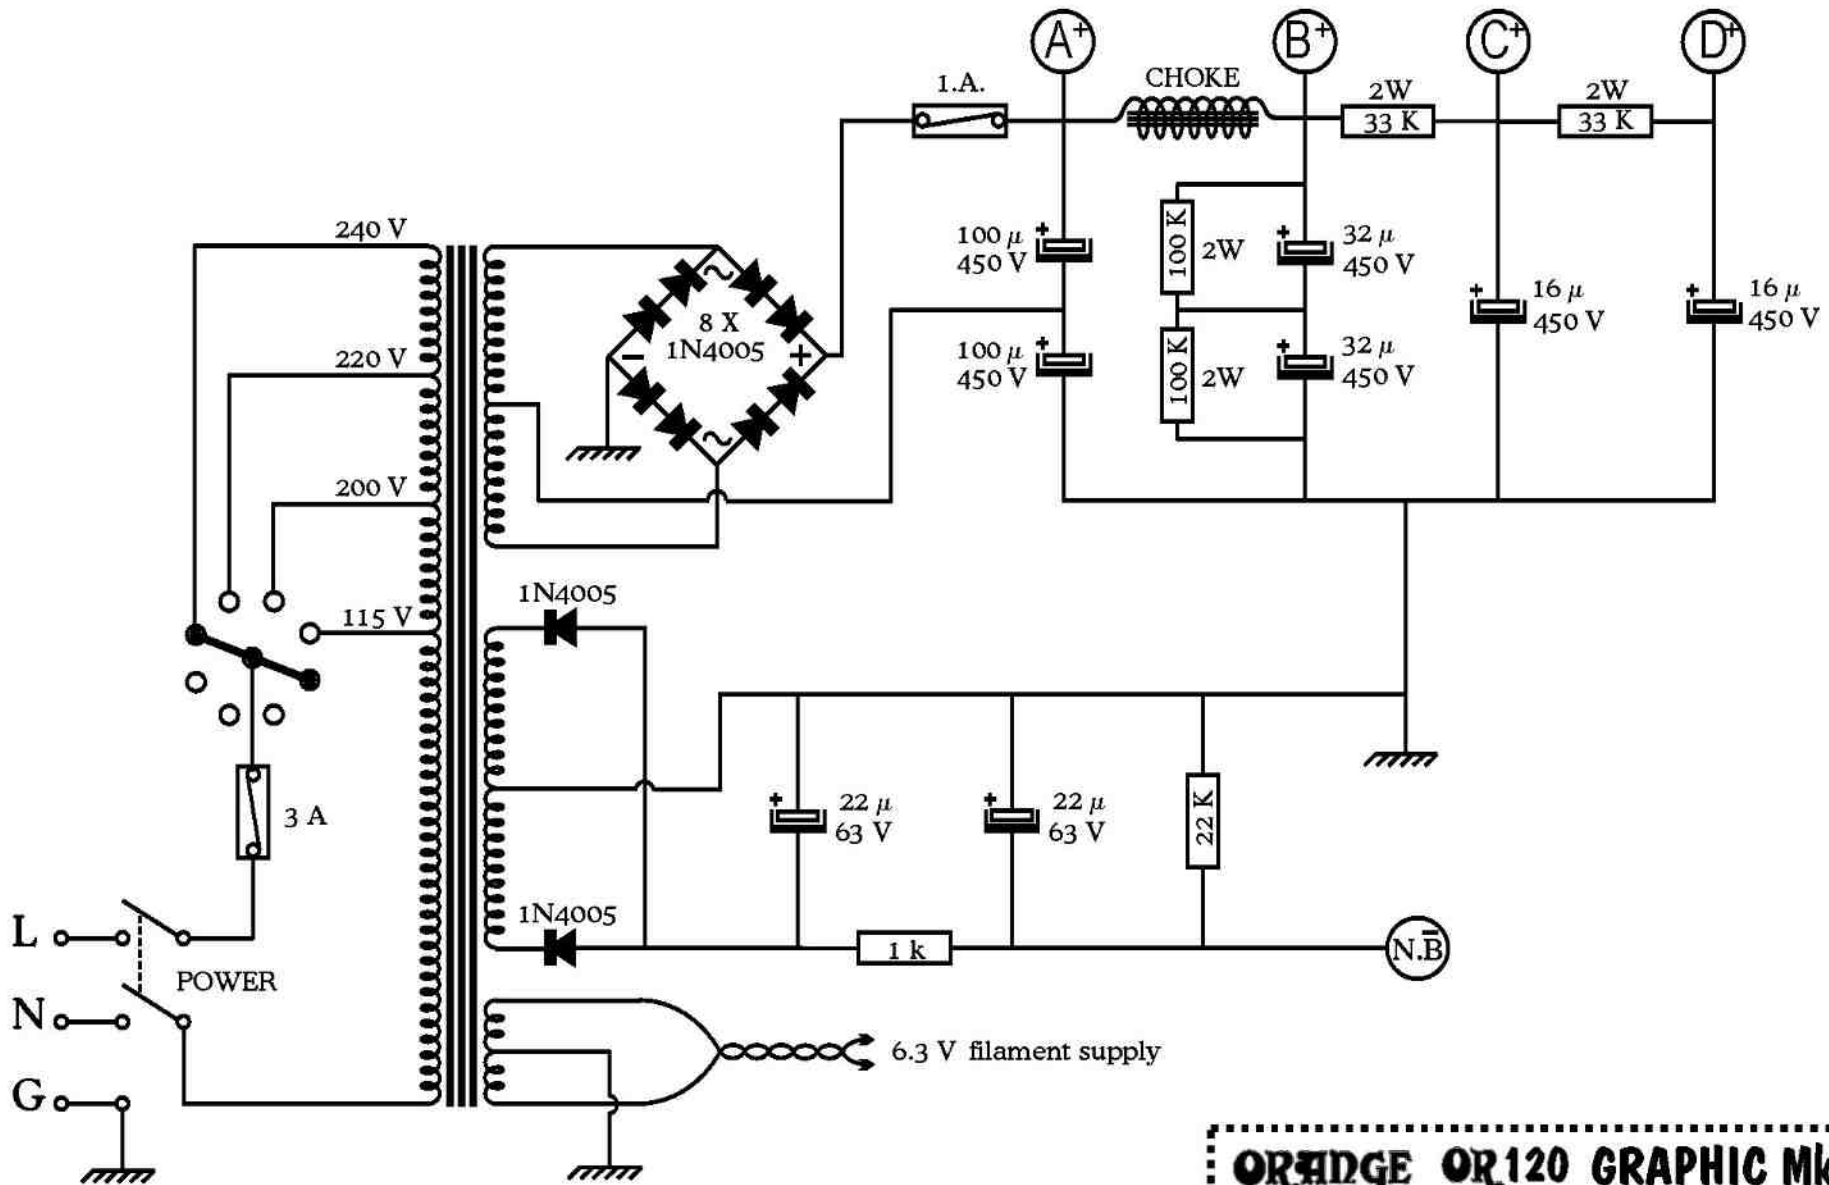 A+
B+
C+
D+
1.A.
CHOKE
2W
33 K
2W
33 K
240 V
220 V
200 V
115 V
~
8 X
1N4005
−
+
~
+
100 µ
450 V
+
100 µ
450 V
100 K
2W
100 K
2W
+
32 µ
450 V
+
32 µ
450 V
+
16 µ
450 V
+
16 µ
450 V
1N4005
1N4005
3 A
+
22 µ
63 V
+
22 µ
63 V
22 K
1 k
N.B̅
L
N
G
POWER
6.3 V filament supply
ORANGE OR120 GRAPHIC